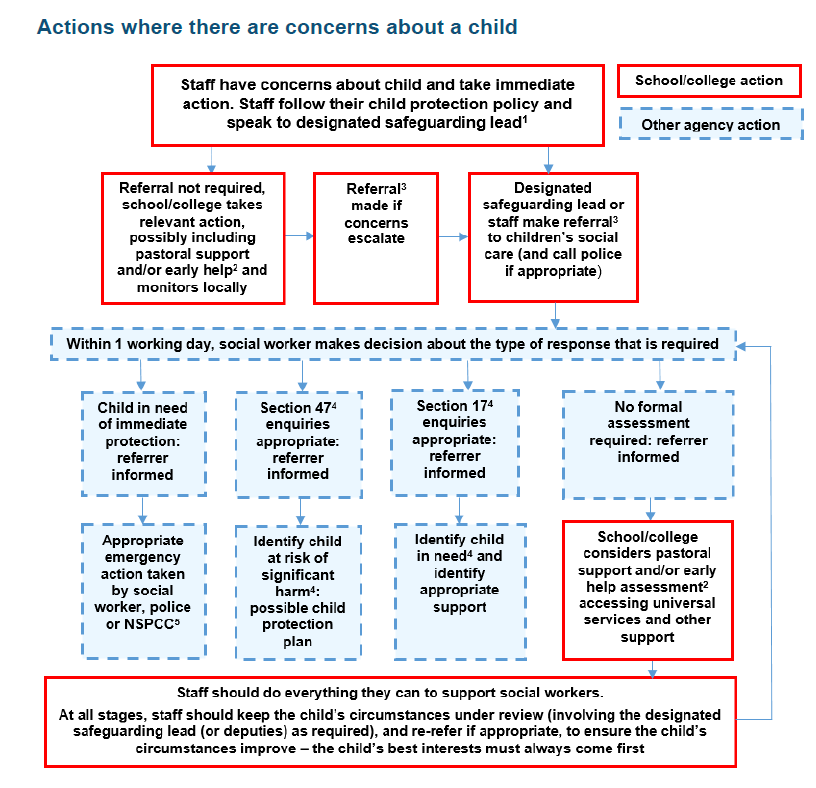 Actions where there are concerns about a child
Staff have concerns about child and take immediate
action. Staff follow their child protection policy and
speak to designated safeguarding lead¹
School/college action
Other agency action
Referral not required,
school/college takes
relevant action,
possibly including
pastoral support
and/or early help² and
monitors locally
Referral³
made if
concerns
escalate
Designated
safeguarding lead or
staff make referral³
to children's social
care (and call police
if appropriate)
Within 1 working day, social worker makes decision about the type of response that is required
Child in need
of immediate
protection:
referrer
informed
Section 47⁴
enquiries
appropriate:
referrer
informed
Section 17⁴
enquiries
appropriate:
referrer
informed
No formal
assessment
required: referrer
informed
Appropriate
emergency
action taken
by social
worker, police
or NSPCC⁵
Identify child
at risk of
significant
harm⁴:
possible child
protection
plan
Identify child
in need⁴ and
identify
appropriate
support
School/college
considers pastoral
support and/or early
help assessment²
accessing universal
services and other
support
Staff should do everything they can to support social workers.
At all stages, staff should keep the child's circumstances under review (involving the designated
safeguarding lead (or deputies) as required), and re-refer if appropriate, to ensure the child's
circumstances improve – the child's best interests must always come first